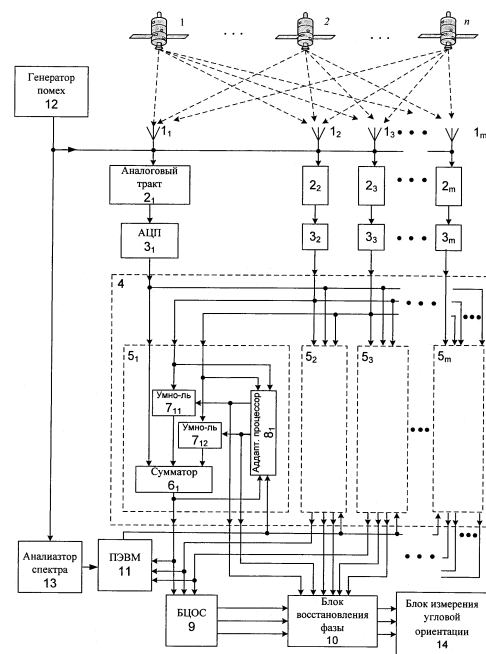 1
2
n
Генератор
помех
12
1₁
1₂
1₃
1m
Аналоговый
тракт
2₁
2₂
2₃
2m
АЦП
3₁
3₂
3₃
3m
4
5₁
5₂
5₃
5m
Умно-ль
7₁₁
Умно-ль
7₁₂
Аддапт. процессор
8₁
Сумматор
6₁
Анализтор
спектра
13
ПЭВМ
11
БЦОС
9
Блок
восстановления
фазы
10
Блок измерения
угловой
ориентации
14